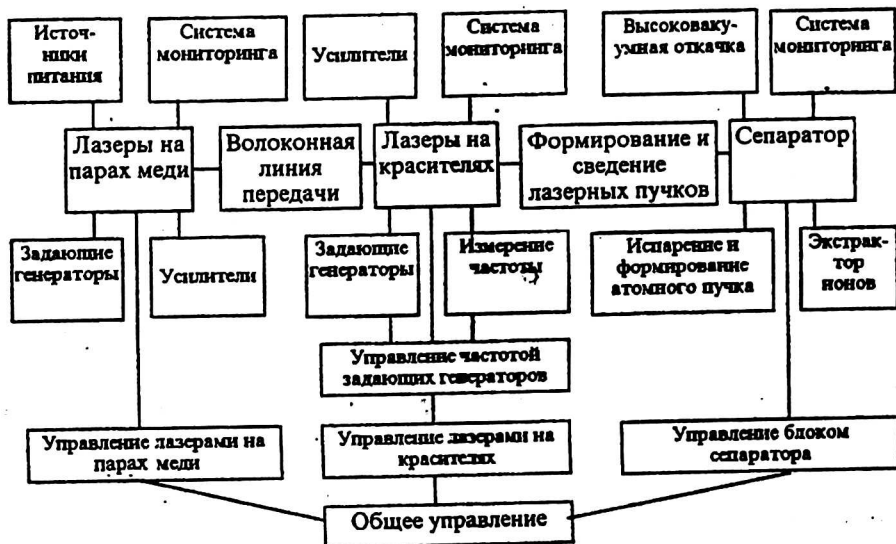 Источ-
ники
питания
Система
мониторинга
Усилители
Система
мониторинга
Высоковаку-
умная откачка
Система
мониторинга
Лазеры на
парах меди
Волоконная
линия
передачи
Лазеры на
красителях
Формирование и
сведение
лазерных пучков
Сепаратор
Задающие
генераторы
Усилители
Задающие
генераторы
Измерение
частоты
Испарение и
формирование
атомного пучка
Экстрак-
тор
ионов
Управление частотой
задающих генераторов
Управление лазерами на
парах меди
Управление лазерами на
красителях
Управление блоком
сепаратора
Общее управление